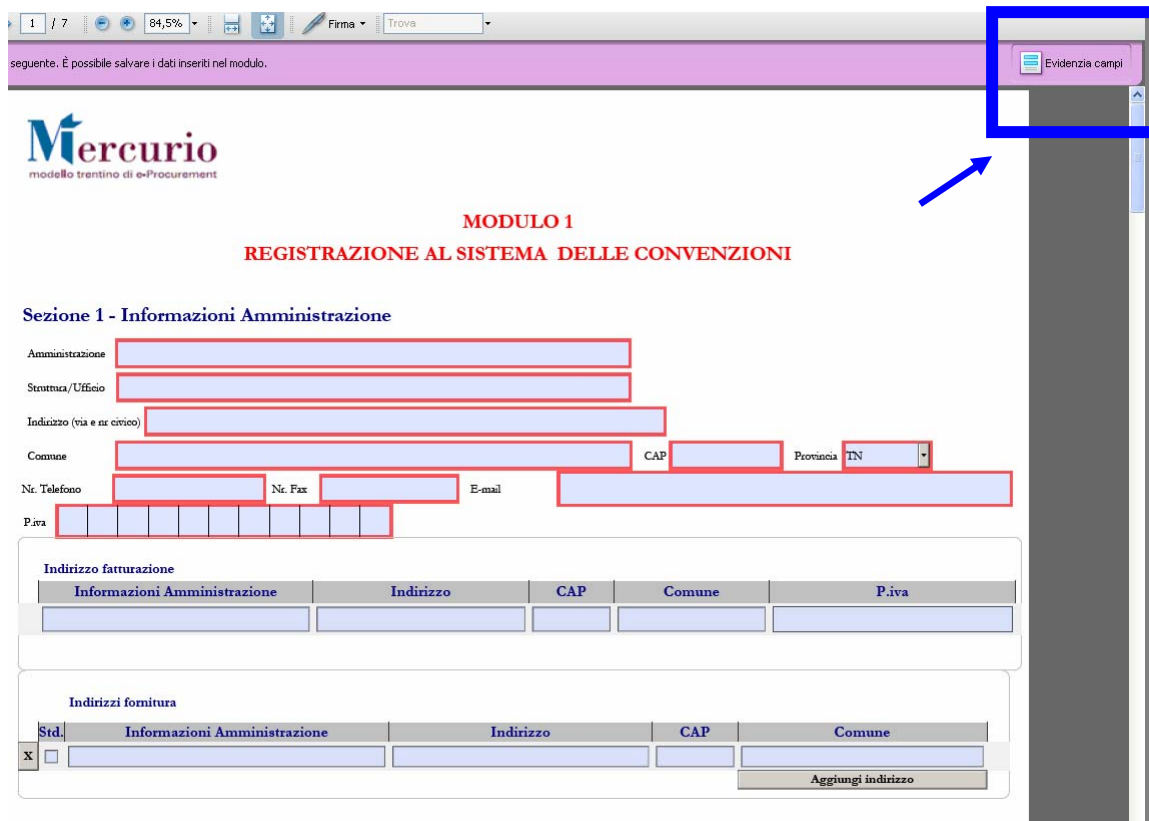 1 / 7 84,5% Firma Trova
seguente. È possibile salvare i dati inseriti nel modulo. Evidenzia campi
Mercurio
modello trentino di e-Procurement
MODULO 1
REGISTRAZIONE AL SISTEMA DELLE CONVENZIONI
Sezione 1 - Informazioni Amministrazione
Amministrazione
Struttura/Ufficio
Indirizzo (via e nr civico)
Comune CAP Provincia TN
Nr. Telefono Nr. Fax E-mail
P.iva
Indirizzo fatturazione
Informazioni Amministrazione Indirizzo CAP Comune P.iva
Indirizzi fornitura
Std. Informazioni Amministrazione Indirizzo CAP Comune
X
Aggiungi indirizzo